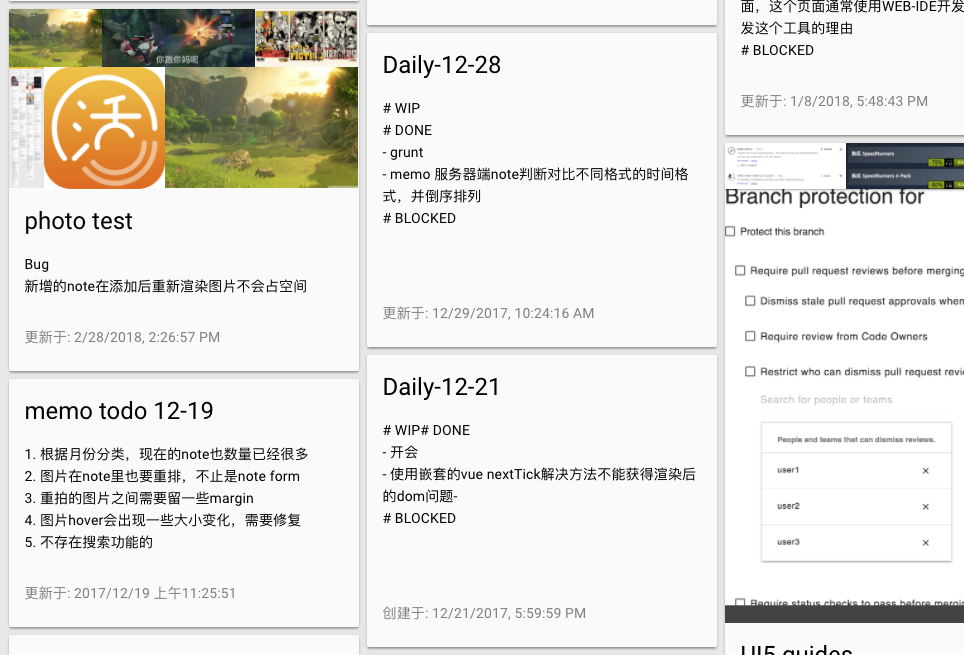 你跑你妈呢
活
photo test
Bug
新增的note在添加后重新渲染图片不会占空间
更新于: 2/28/2018, 2:26:57 PM
memo todo 12-19
1. 根据月份分类，现在的note也数量已经很多
2. 图片在note里也要重排，不止是note form
3. 重拍的图片之间需要留一些margin
4. 图片hover会出现一些大小变化，需要修复
5. 不存在搜索功能的
更新于: 2017/12/19 上午11:25:51
Daily-12-28
# WIP
# DONE
- grunt
- memo 服务器端note判断对比不同格式的时间格
式，并倒序排列
# BLOCKED
更新于: 12/29/2017, 10:24:16 AM
Daily-12-21
# WIP# DONE
- 开会
- 使用嵌套的vue nextTick解决方法不能获得渲染后
的dom问题-
# BLOCKED
创建于: 12/21/2017, 5:59:59 PM
面，这个页面通常使用WEB-IDE开发
发这个工具的理由
# BLOCKED
更新于: 1/8/2018, 5:48:43 PM
购买 SpeedRunners
购买 SpeedRunners 4-Pack
Branch protection for
Protect this branch
Require pull request reviews before merging
Dismiss stale pull request approvals when
Require review from Code Owners
Restrict who can dismiss pull request revi
Search for people or teams
People and teams that can dismiss reviews.
user1
user2
user3
Require status checks to pass before merging
UI5 guides